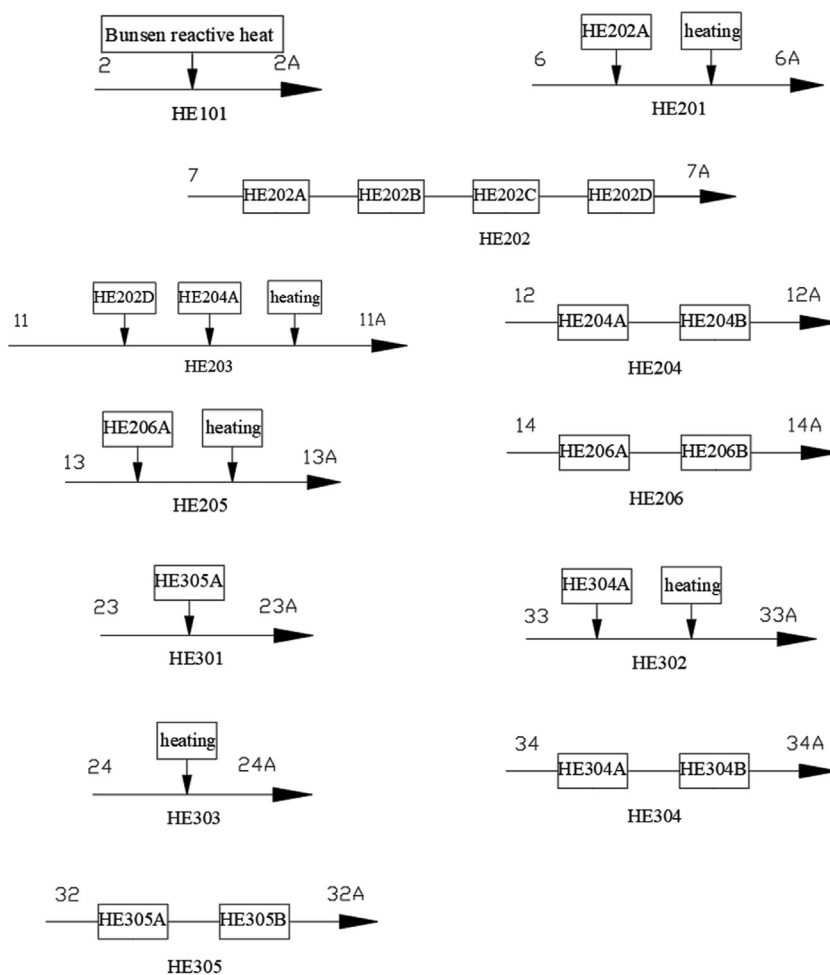 Bunsen reactive heat
2 2A
HE101
HE202A heating
6 6A
HE201
7 7A
HE202A HE202B HE202C HE202D
HE202
HE202D HE204A heating
11 11A
HE203
12 12A
HE204A HE204B
HE204
HE206A heating
13 13A
HE205
14 14A
HE206A HE206B
HE206
HE305A
23 23A
HE301
HE304A heating
33 33A
HE302
heating
24 24A
HE303
34 34A
HE304A HE304B
HE304
32 32A
HE305A HE305B
HE305